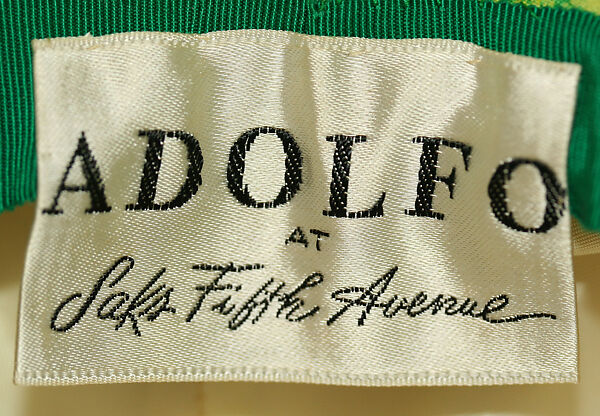 ADOLFO
AT
Saks Fifth Avenue